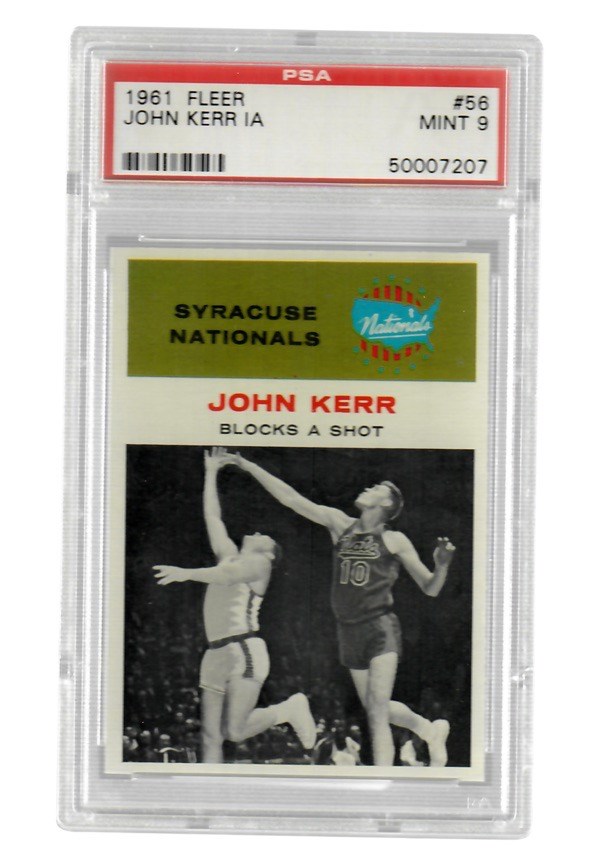 PSA
1961 FLEER #56
JOHN KERR IA MINT 9
50007207
SYRACUSE
NATIONALS
Nationals
JOHN KERR
BLOCKS A SHOT
Nats
10